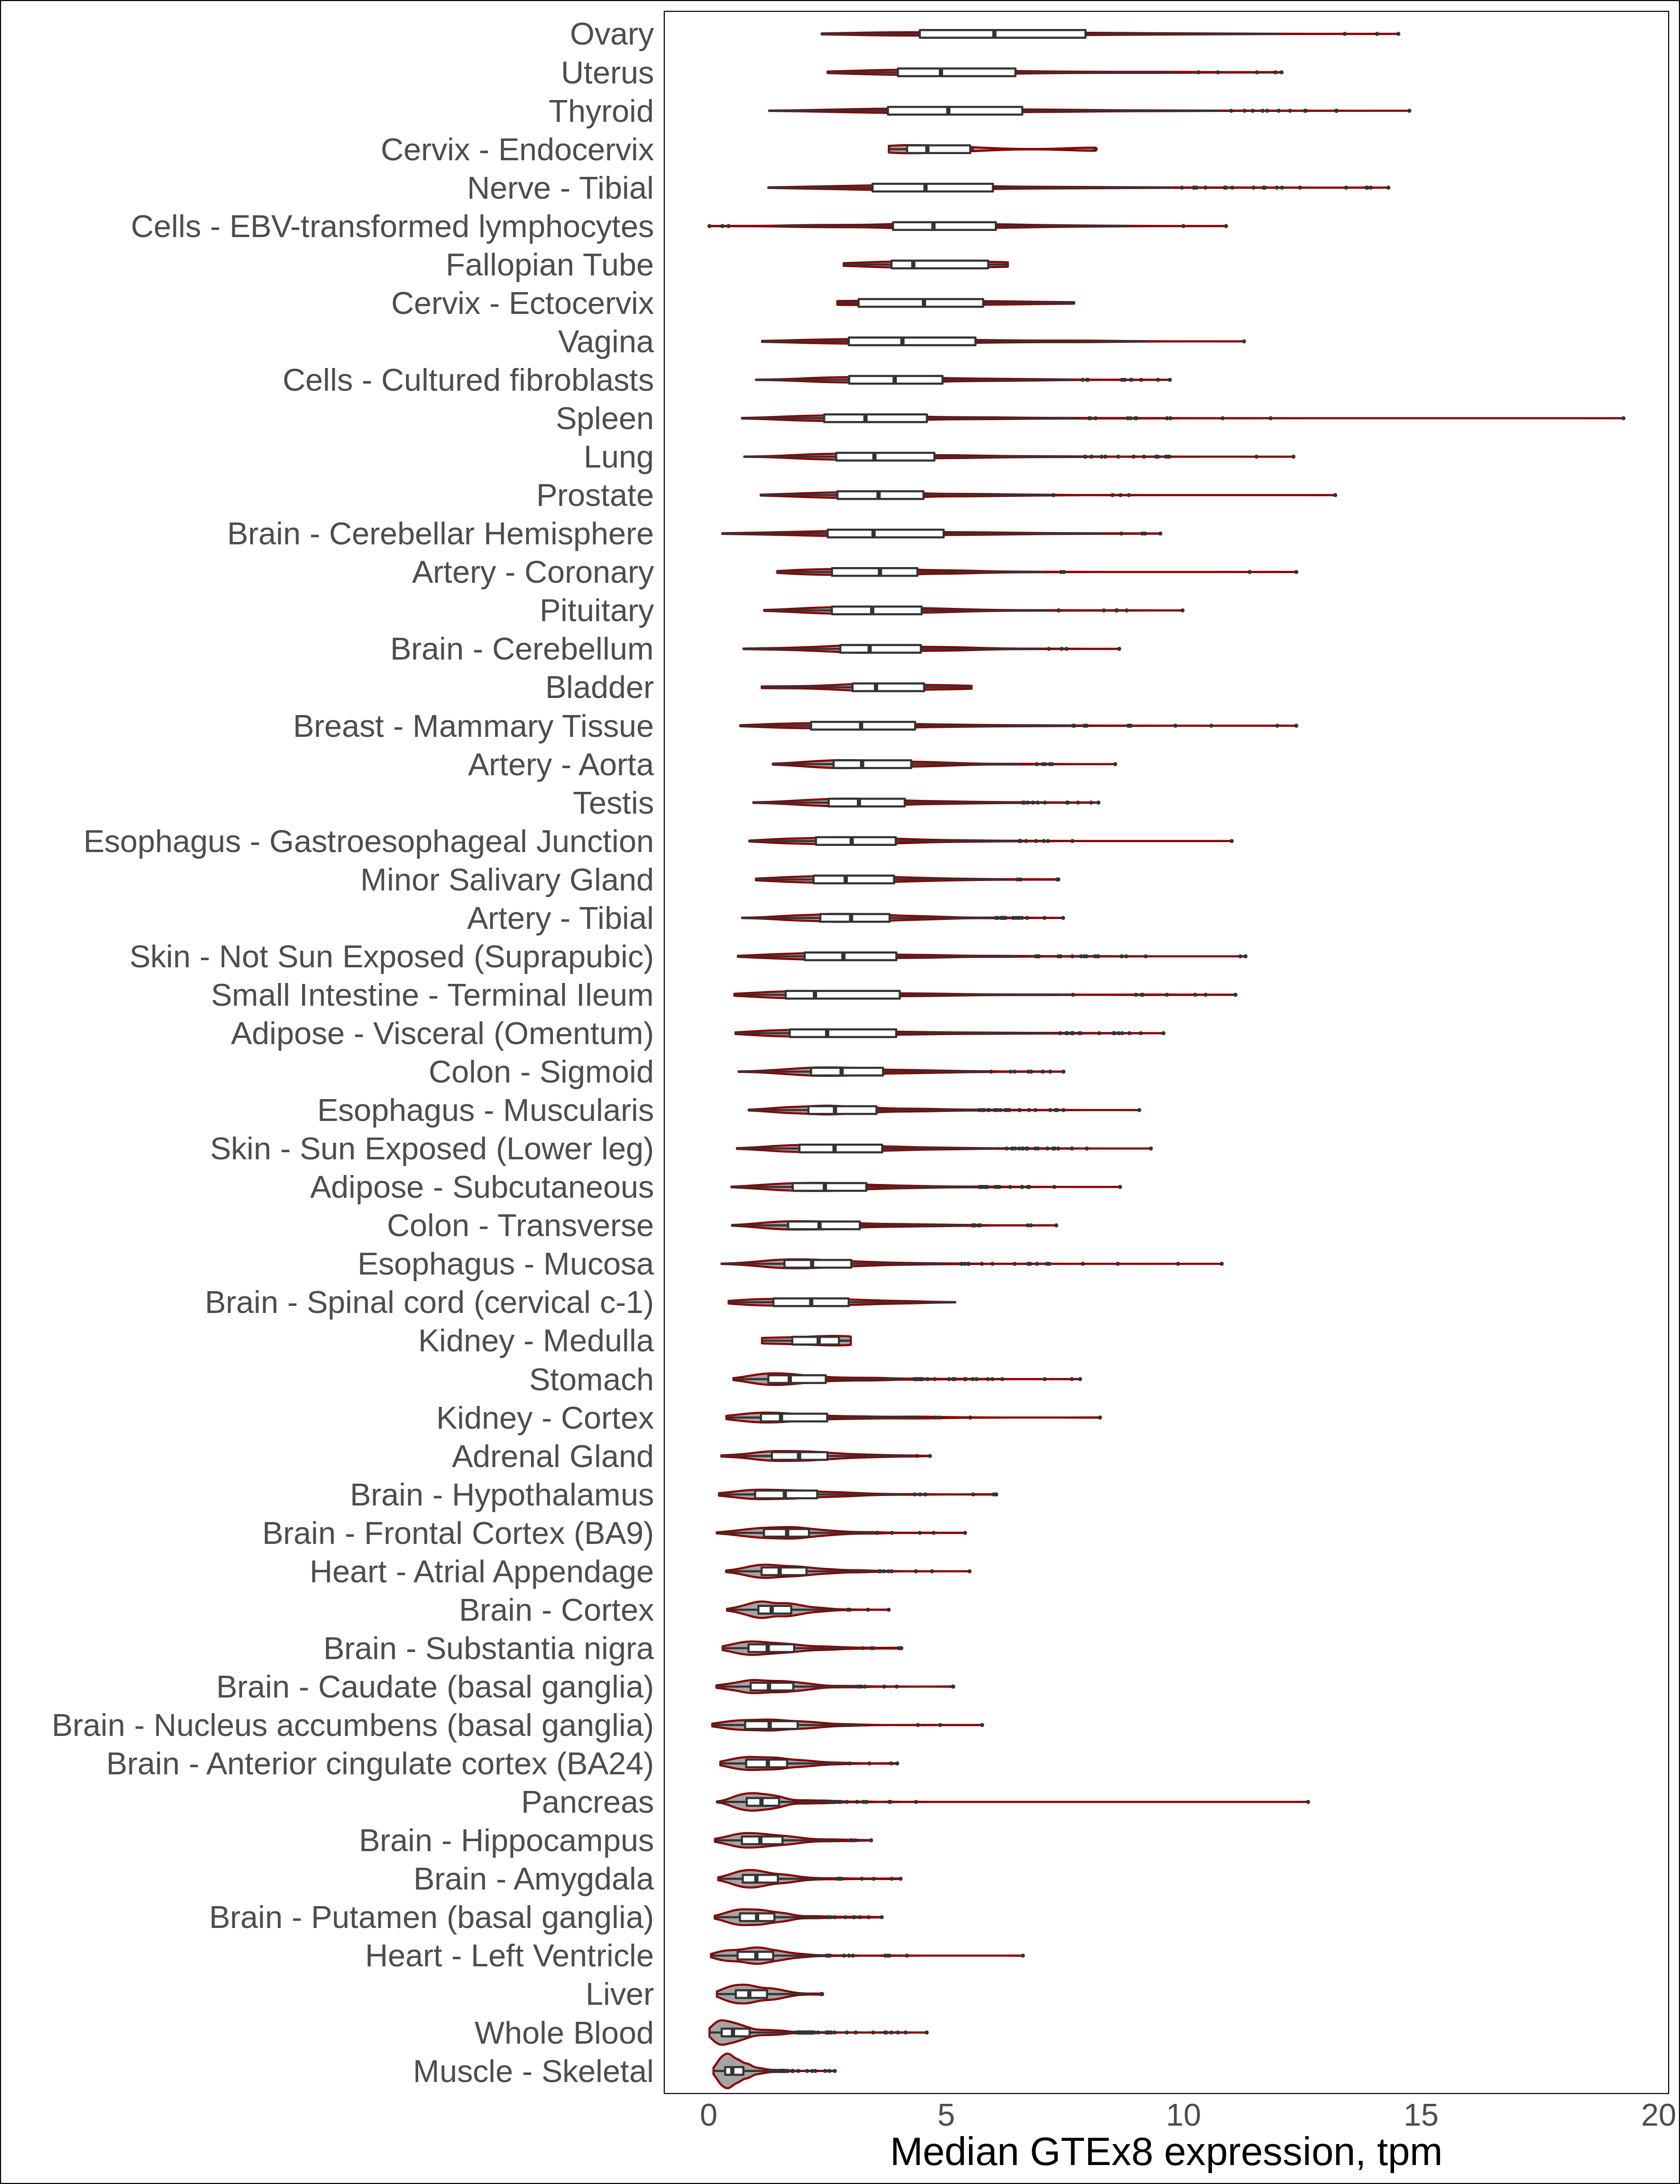 Ovary
Uterus
Thyroid
Cervix - Endocervix
Nerve - Tibial
Cells - EBV-transformed lymphocytes
Fallopian Tube
Cervix - Ectocervix
Vagina
Cells - Cultured fibroblasts
Spleen
Lung
Prostate
Brain - Cerebellar Hemisphere
Artery - Coronary
Pituitary
Brain - Cerebellum
Bladder
Breast - Mammary Tissue
Artery - Aorta
Testis
Esophagus - Gastroesophageal Junction
Minor Salivary Gland
Artery - Tibial
Skin - Not Sun Exposed (Suprapubic)
Small Intestine - Terminal Ileum
Adipose - Visceral (Omentum)
Colon - Sigmoid
Esophagus - Muscularis
Skin - Sun Exposed (Lower leg)
Adipose - Subcutaneous
Colon - Transverse
Esophagus - Mucosa
Brain - Spinal cord (cervical c-1)
Kidney - Medulla
Stomach
Kidney - Cortex
Adrenal Gland
Brain - Hypothalamus
Brain - Frontal Cortex (BA9)
Heart - Atrial Appendage
Brain - Cortex
Brain - Substantia nigra
Brain - Caudate (basal ganglia)
Brain - Nucleus accumbens (basal ganglia)
Brain - Anterior cingulate cortex (BA24)
Pancreas
Brain - Hippocampus
Brain - Amygdala
Brain - Putamen (basal ganglia)
Heart - Left Ventricle
Liver
Whole Blood
Muscle - Skeletal
0 5 10 15 20
Median GTEx8 expression, tpm